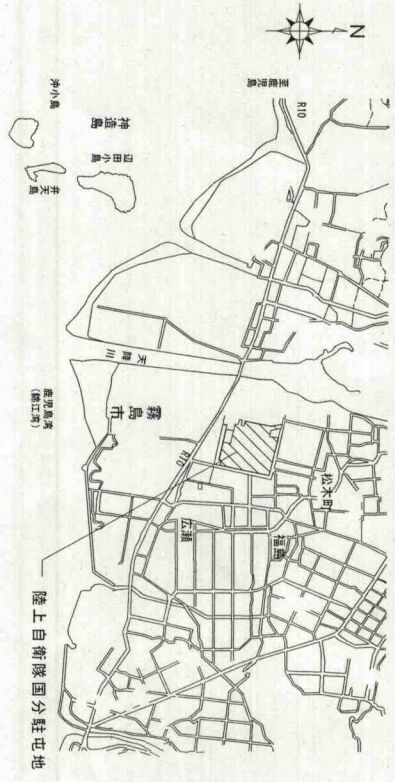 N
至鹿児島
R10
神造島
辺田小島
沖小島
弁天島
天降川
鹿児島湾
(錦江湾)
霧島市
R10
松木町
福島
広瀬
陸上自衛隊国分駐屯地